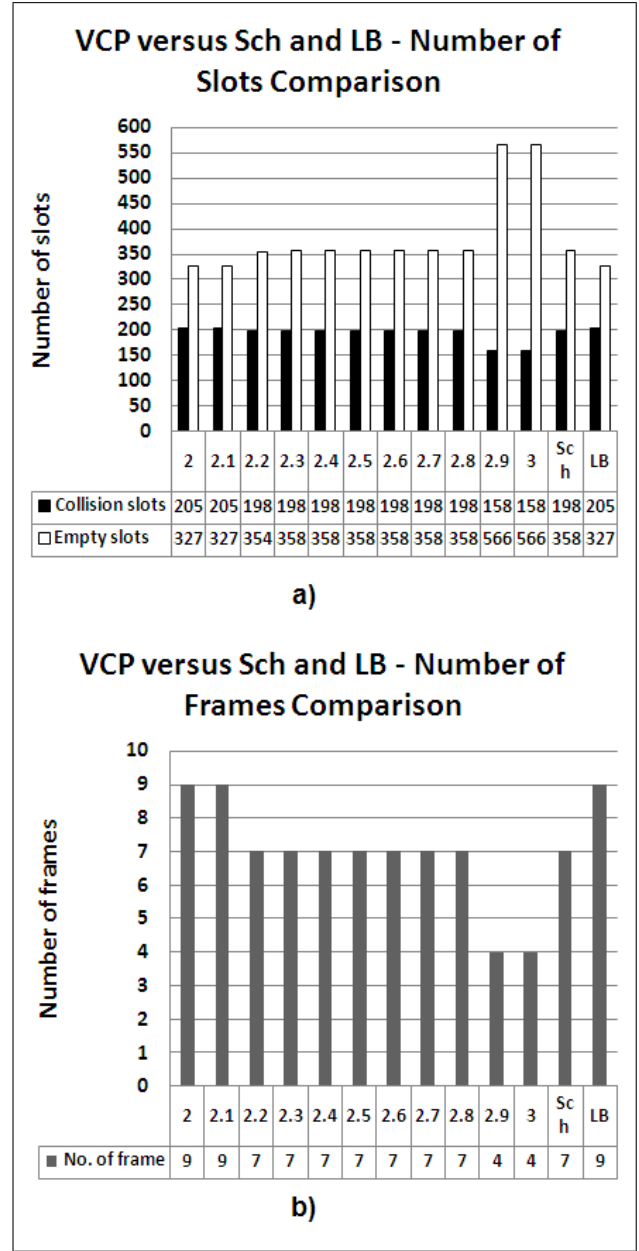 VCP versus Sch and LB - Number of
Slots Comparison
Number of slots
600
550
500
450
400
350
300
250
200
150
100
50
0
2 2.1 2.2 2.3 2.4 2.5 2.6 2.7 2.8 2.9 3 Sc h LB
Collision slots 205 205 198 198 198 198 198 198 198 158 158 198 205
Empty slots 327 327 354 358 358 358 358 358 358 566 566 358 327
a)
VCP versus Sch and LB - Number of
Frames Comparison
Number of frames
10
9
8
7
6
5
4
3
2
1
0
2 2.1 2.2 2.3 2.4 2.5 2.6 2.7 2.8 2.9 3 Sc h LB
No. of frame 9 9 7 7 7 7 7 7 7 4 4 7 9
b)